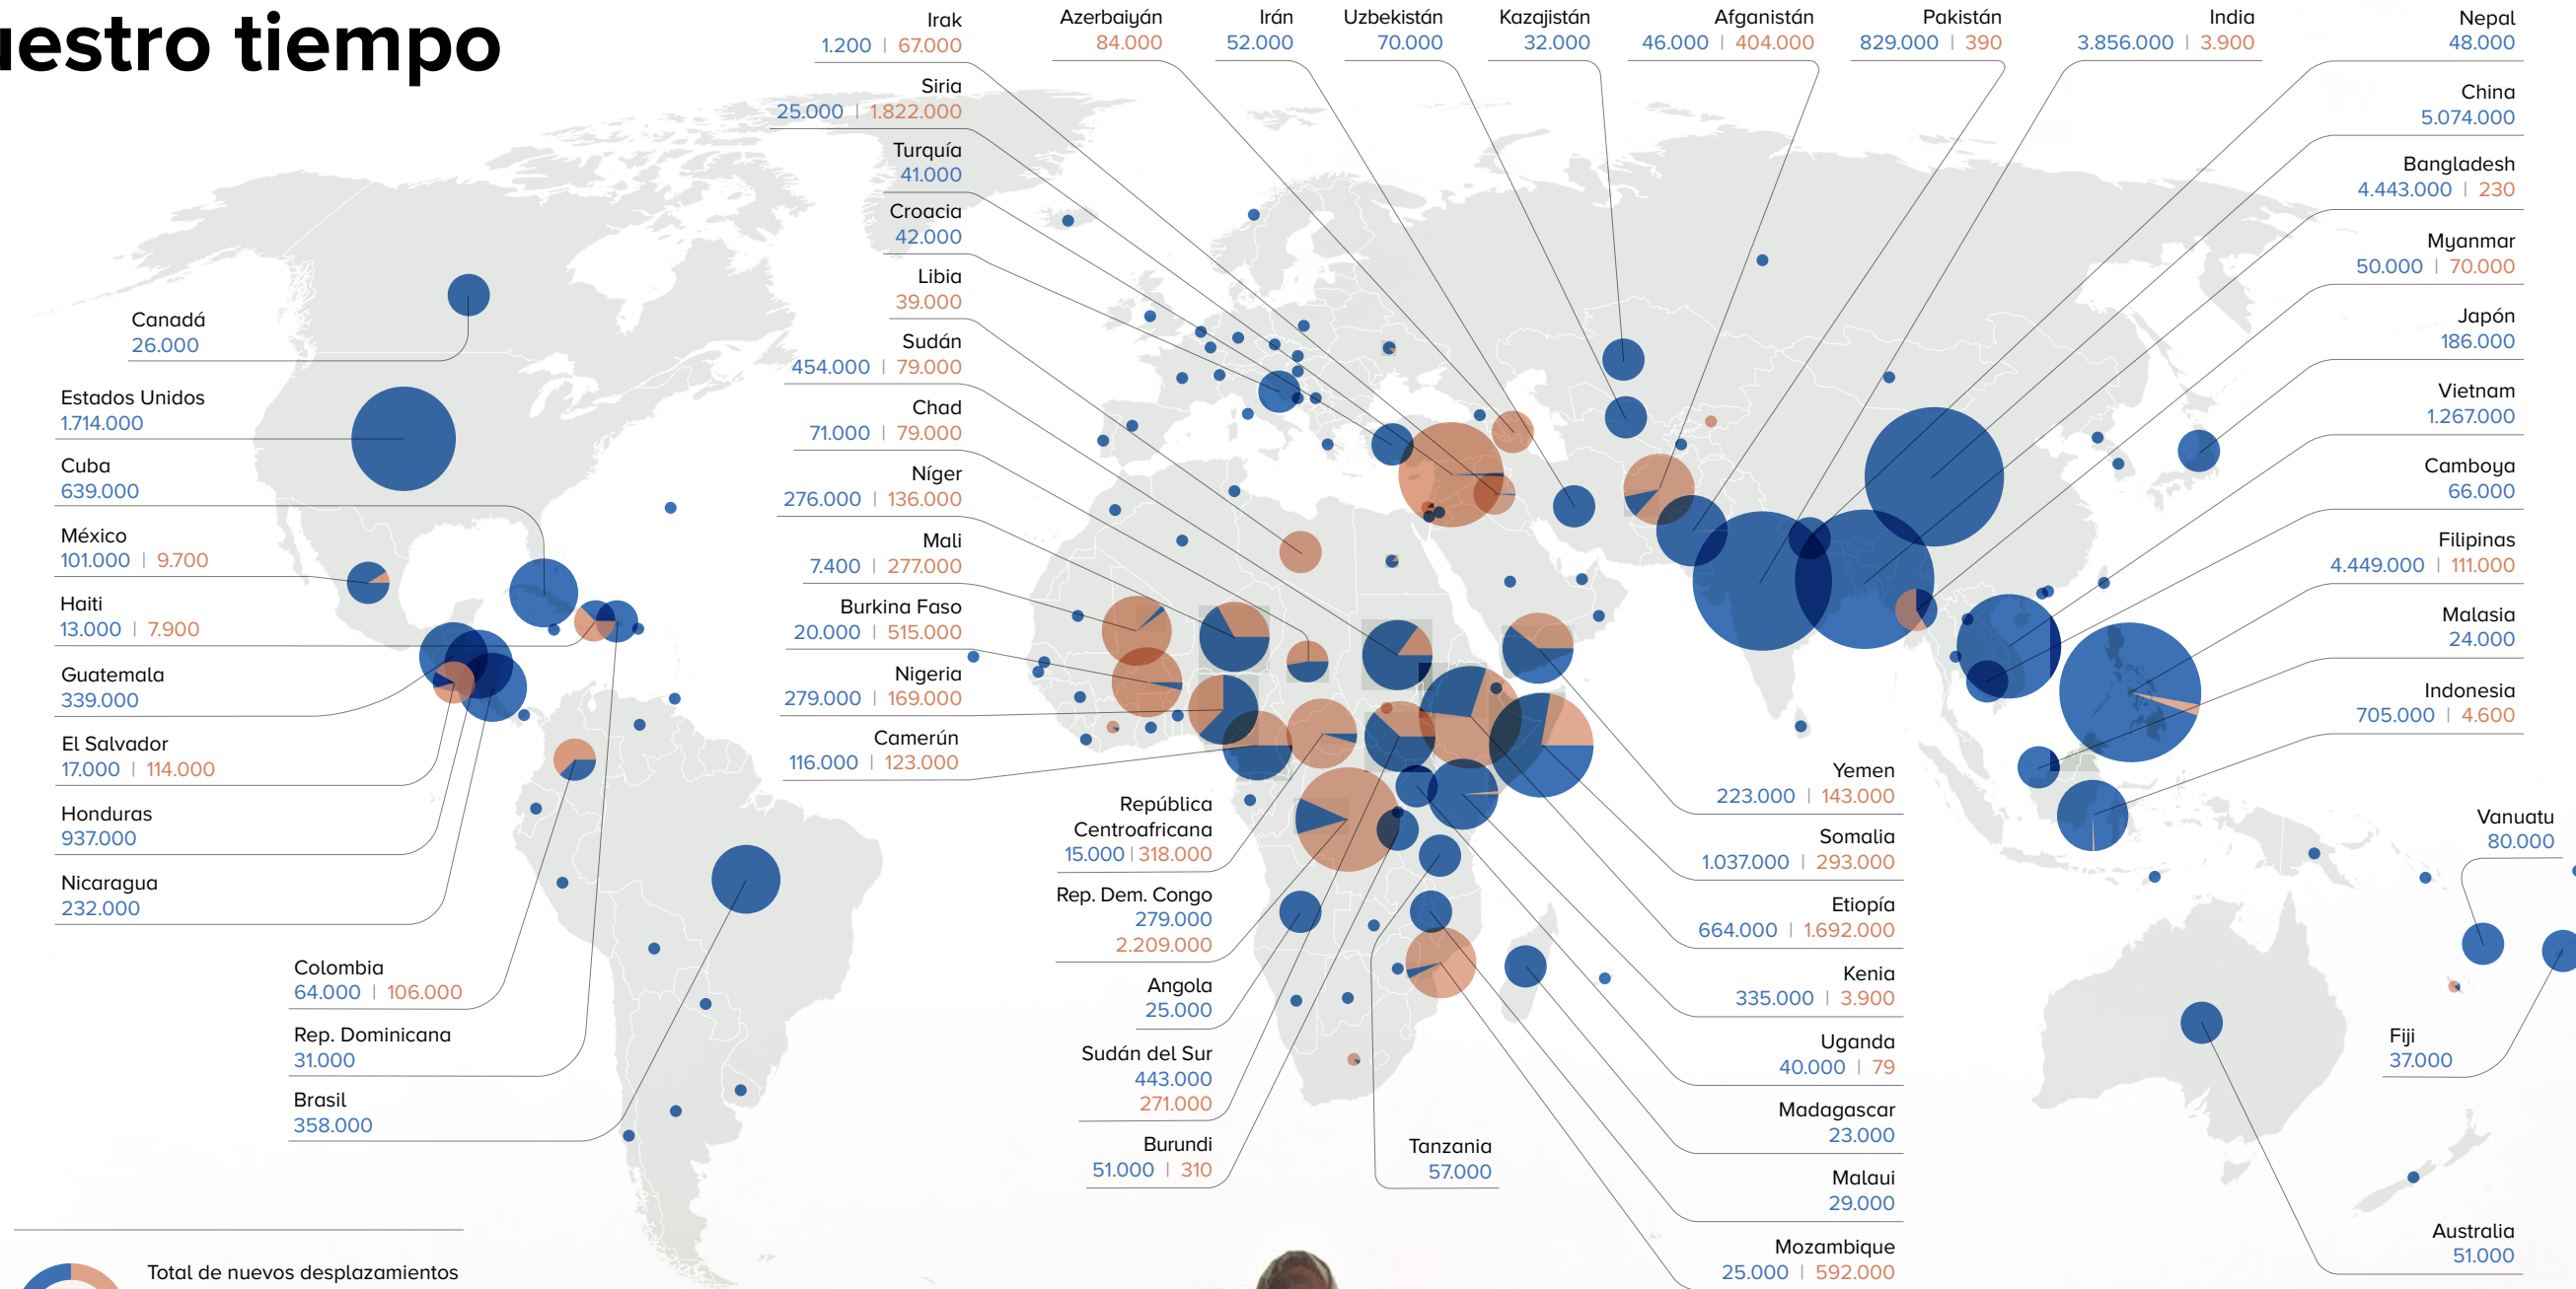 uestro tiempo
Irak
1.200 | 67.000
Azerbaiyán
84.000
Irán
52.000
Uzbekistán
70.000
Kazajistán
32.000
Afganistán
46.000 | 404.000
Pakistán
829.000 | 390
India
3.856.000 | 3.900
Nepal
48.000
Siria
25.000 | 1.822.000
Turquía
41.000
Croacia
42.000
Libia
39.000
Sudán
454.000 | 79.000
Chad
71.000 | 79.000
Níger
276.000 | 136.000
Mali
7.400 | 277.000
Burkina Faso
20.000 | 515.000
Nigeria
279.000 | 169.000
Camerún
116.000 | 123.000
República
Centroafricana
15.000 | 318.000
Rep. Dem. Congo
279.000
2.209.000
Angola
25.000
Sudán del Sur
443.000
271.000
Burundi
51.000 | 310
Tanzania
57.000
Canadá
26.000
Estados Unidos
1.714.000
Cuba
639.000
México
101.000 | 9.700
Haiti
13.000 | 7.900
Guatemala
339.000
El Salvador
17.000 | 114.000
Honduras
937.000
Nicaragua
232.000
Colombia
64.000 | 106.000
Rep. Dominicana
31.000
Brasil
358.000
China
5.074.000
Bangladesh
4.443.000 | 230
Myanmar
50.000 | 70.000
Japón
186.000
Vietnam
1.267.000
Camboya
66.000
Filipinas
4.449.000 | 111.000
Malasia
24.000
Indonesia
705.000 | 4.600
Yemen
223.000 | 143.000
Somalia
1.037.000 | 293.000
Etiopía
664.000 | 1.692.000
Kenia
335.000 | 3.900
Uganda
40.000 | 79
Madagascar
23.000
Malaui
29.000
Mozambique
25.000 | 592.000
Vanuatu
80.000
Fiji
37.000
Australia
51.000
Total de nuevos desplazamientos